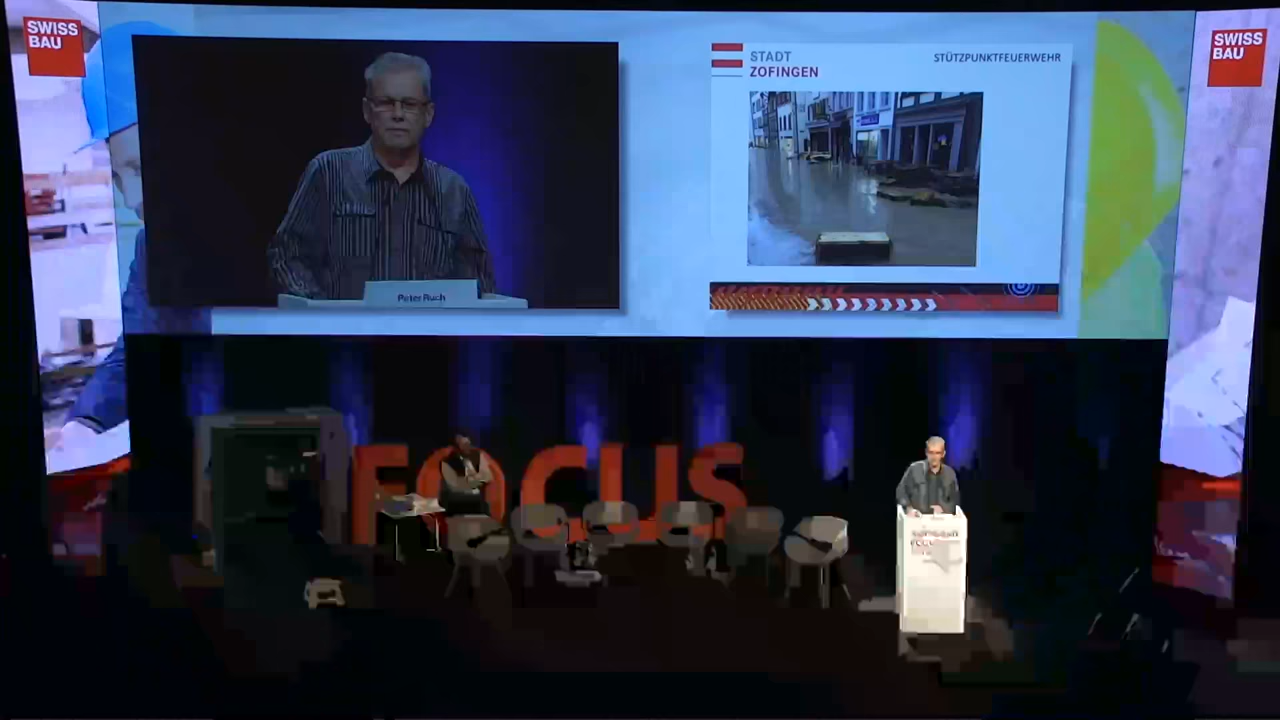 SWISS
BAU
STADT
ZOFINGEN
STÜTZPUNKTFEUERWEHR
SWISS
BAU
Peter Ruch
FOCUS